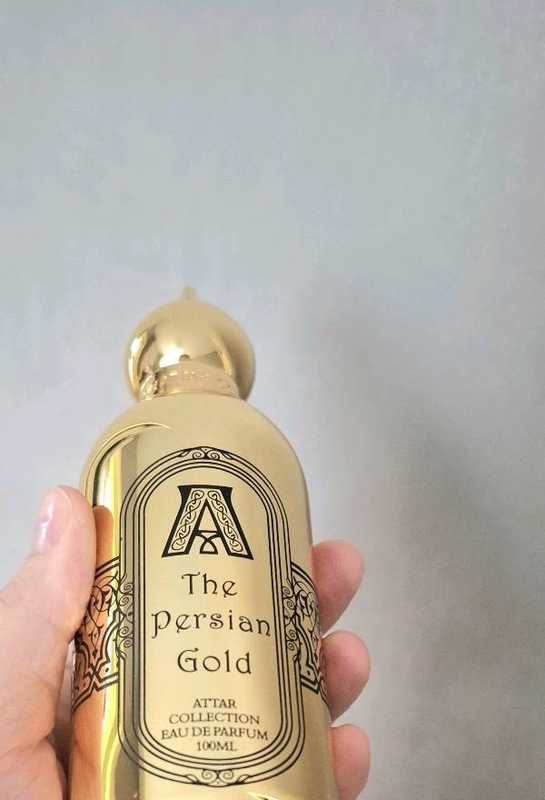 A
The
Persian
Gold
ATTAR
COLLECTION
EAU DE PARFUM
100ML